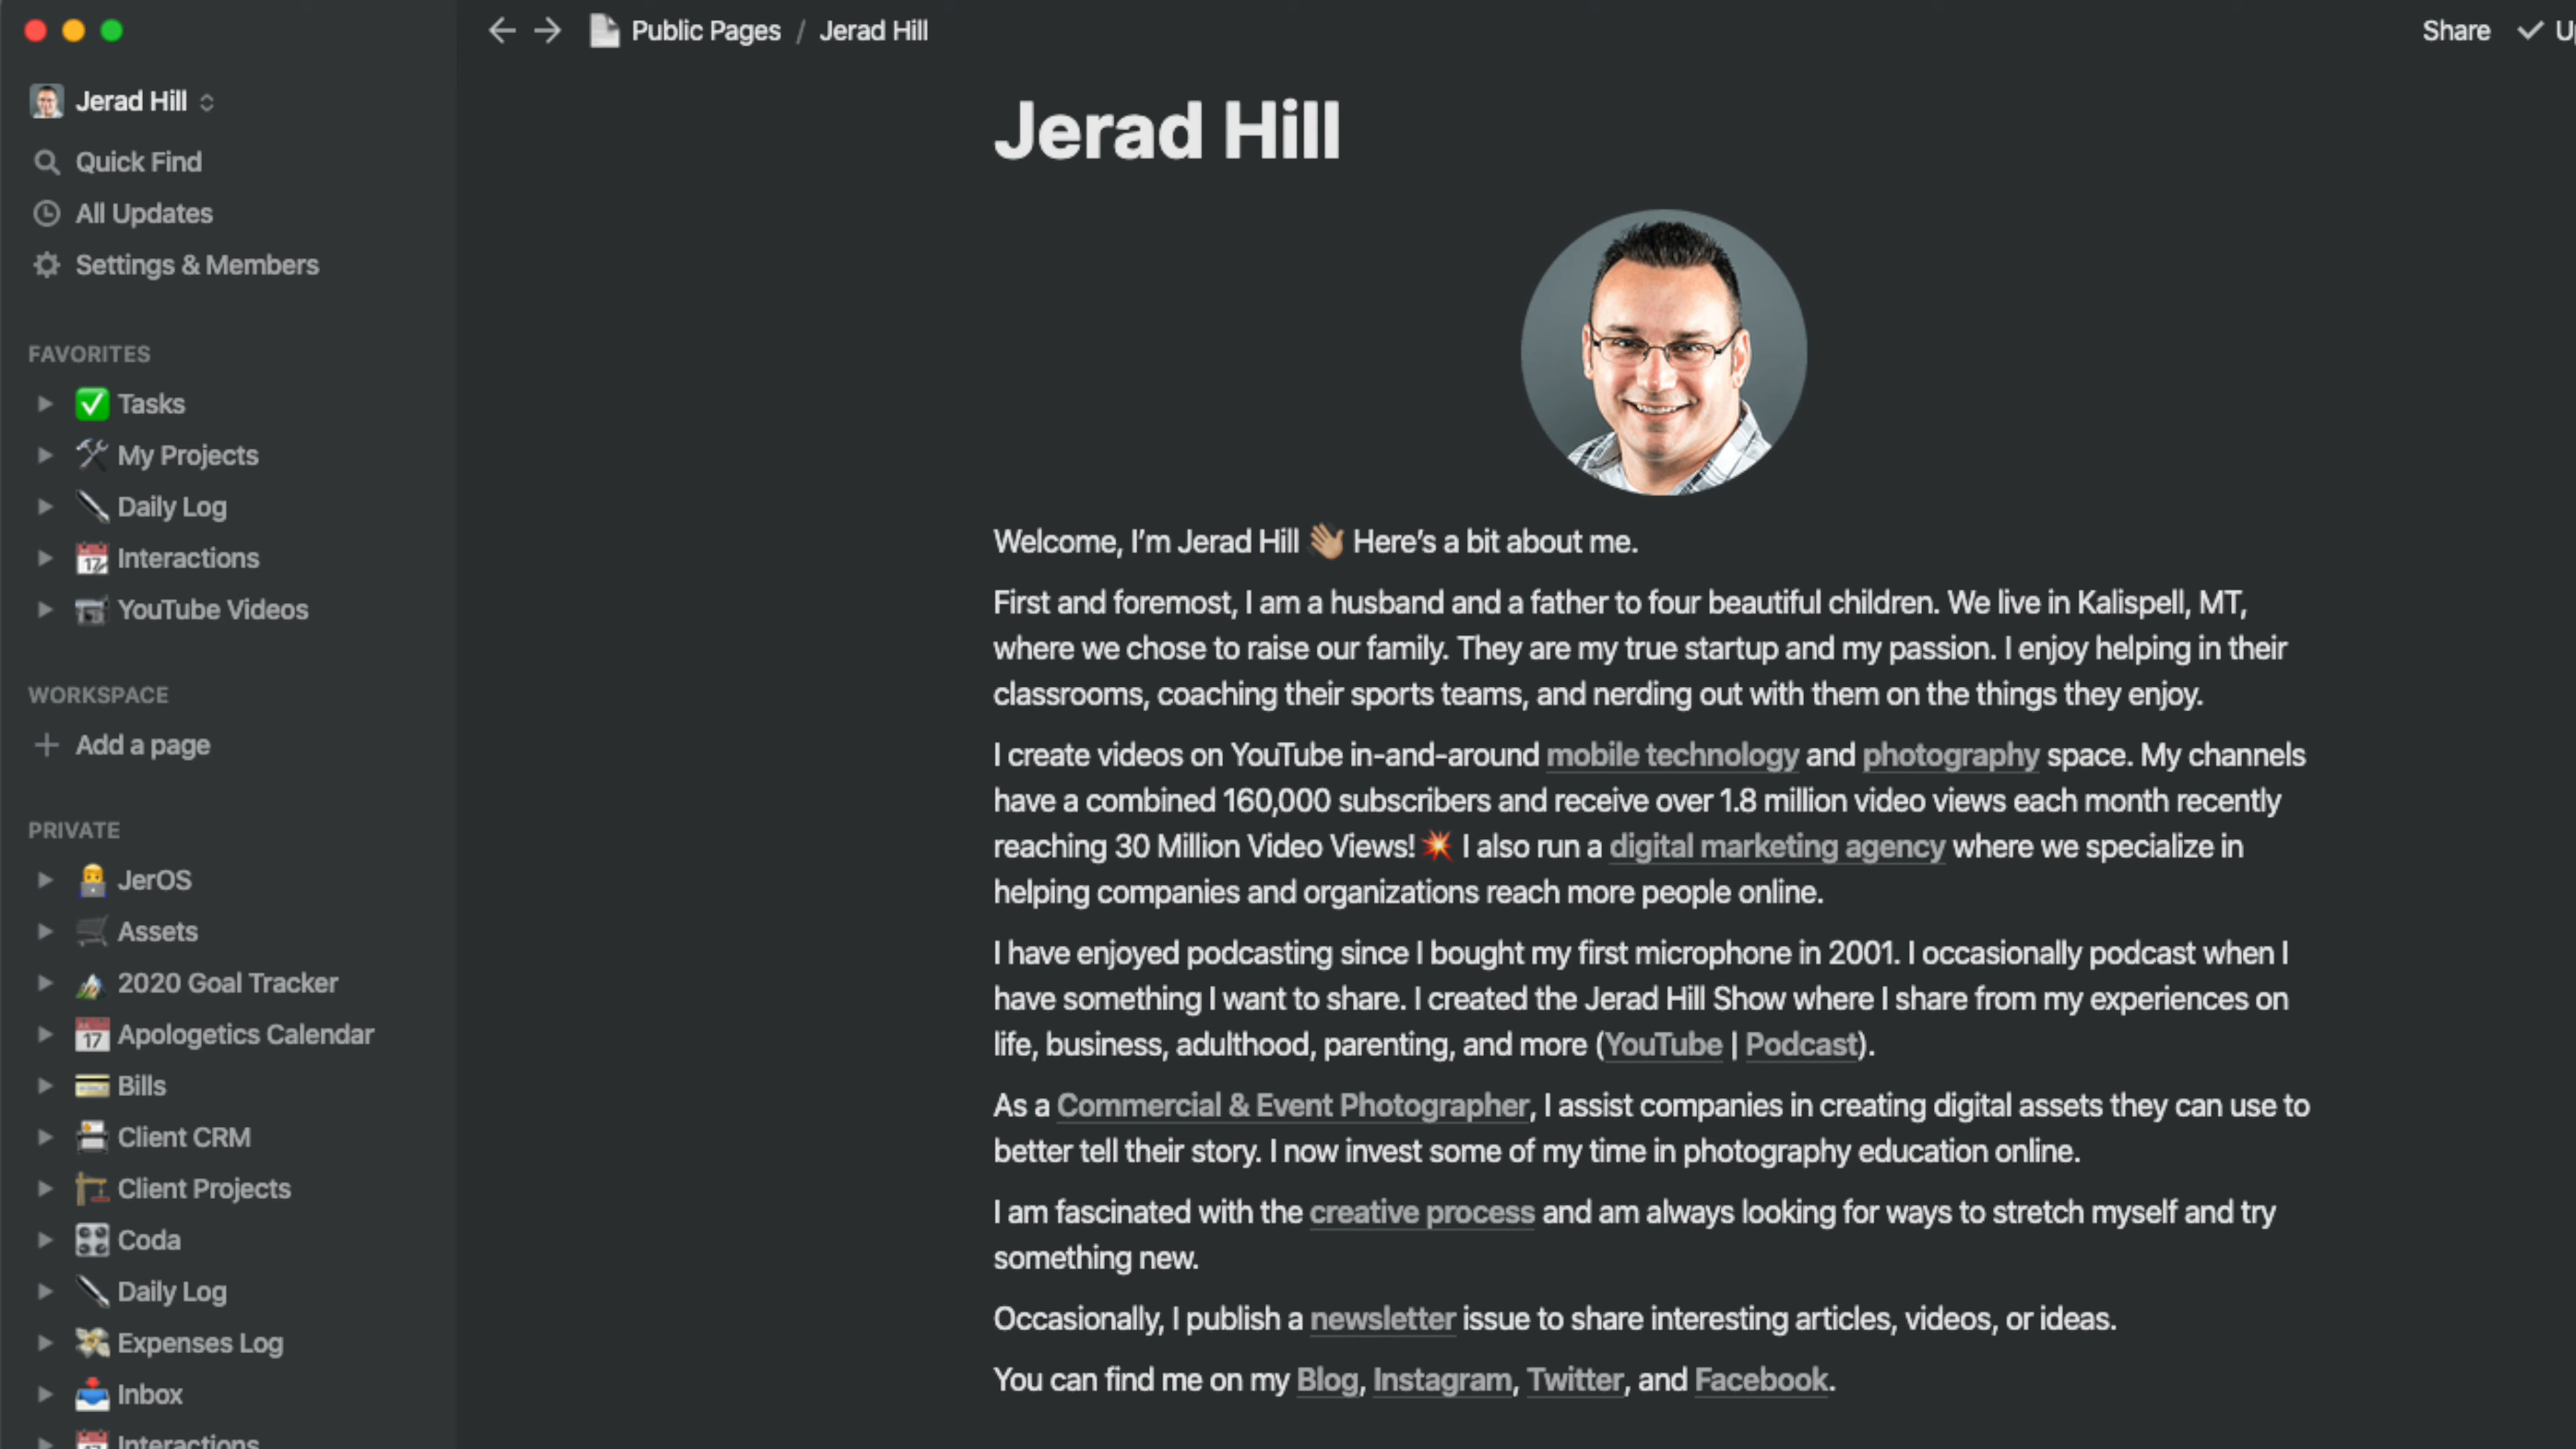 Public Pages / Jerad Hill
Share
Jerad Hill
Quick Find
All Updates
Settings & Members
FAVORITES
Tasks
My Projects
Daily Log
Interactions
YouTube Videos
WORKSPACE
Add a page
PRIVATE
JerOS
Assets
2020 Goal Tracker
Apologetics Calendar
Bills
Client CRM
Client Projects
Coda
Daily Log
Expenses Log
Inbox
Interactions
Jerad Hill
Welcome, I’m Jerad Hill 👋🏽 Here’s a bit about me.
First and foremost, I am a husband and a father to four beautiful children. We live in Kalispell, MT,
where we chose to raise our family. They are my true startup and my passion. I enjoy helping in their
classrooms, coaching their sports teams, and nerding out with them on the things they enjoy.
I create videos on YouTube in-and-around mobile technology and photography space. My channels
have a combined 160,000 subscribers and receive over 1.8 million video views each month recently
reaching 30 Million Video Views! 💥 I also run a digital marketing agency where we specialize in
helping companies and organizations reach more people online.
I have enjoyed podcasting since I bought my first microphone in 2001. I occasionally podcast when I
have something I want to share. I created the Jerad Hill Show where I share from my experiences on
life, business, adulthood, parenting, and more (YouTube | Podcast).
As a Commercial & Event Photographer, I assist companies in creating digital assets they can use to
better tell their story. I now invest some of my time in photography education online.
I am fascinated with the creative process and am always looking for ways to stretch myself and try
something new.
Occasionally, I publish a newsletter issue to share interesting articles, videos, or ideas.
You can find me on my Blog, Instagram, Twitter, and Facebook.